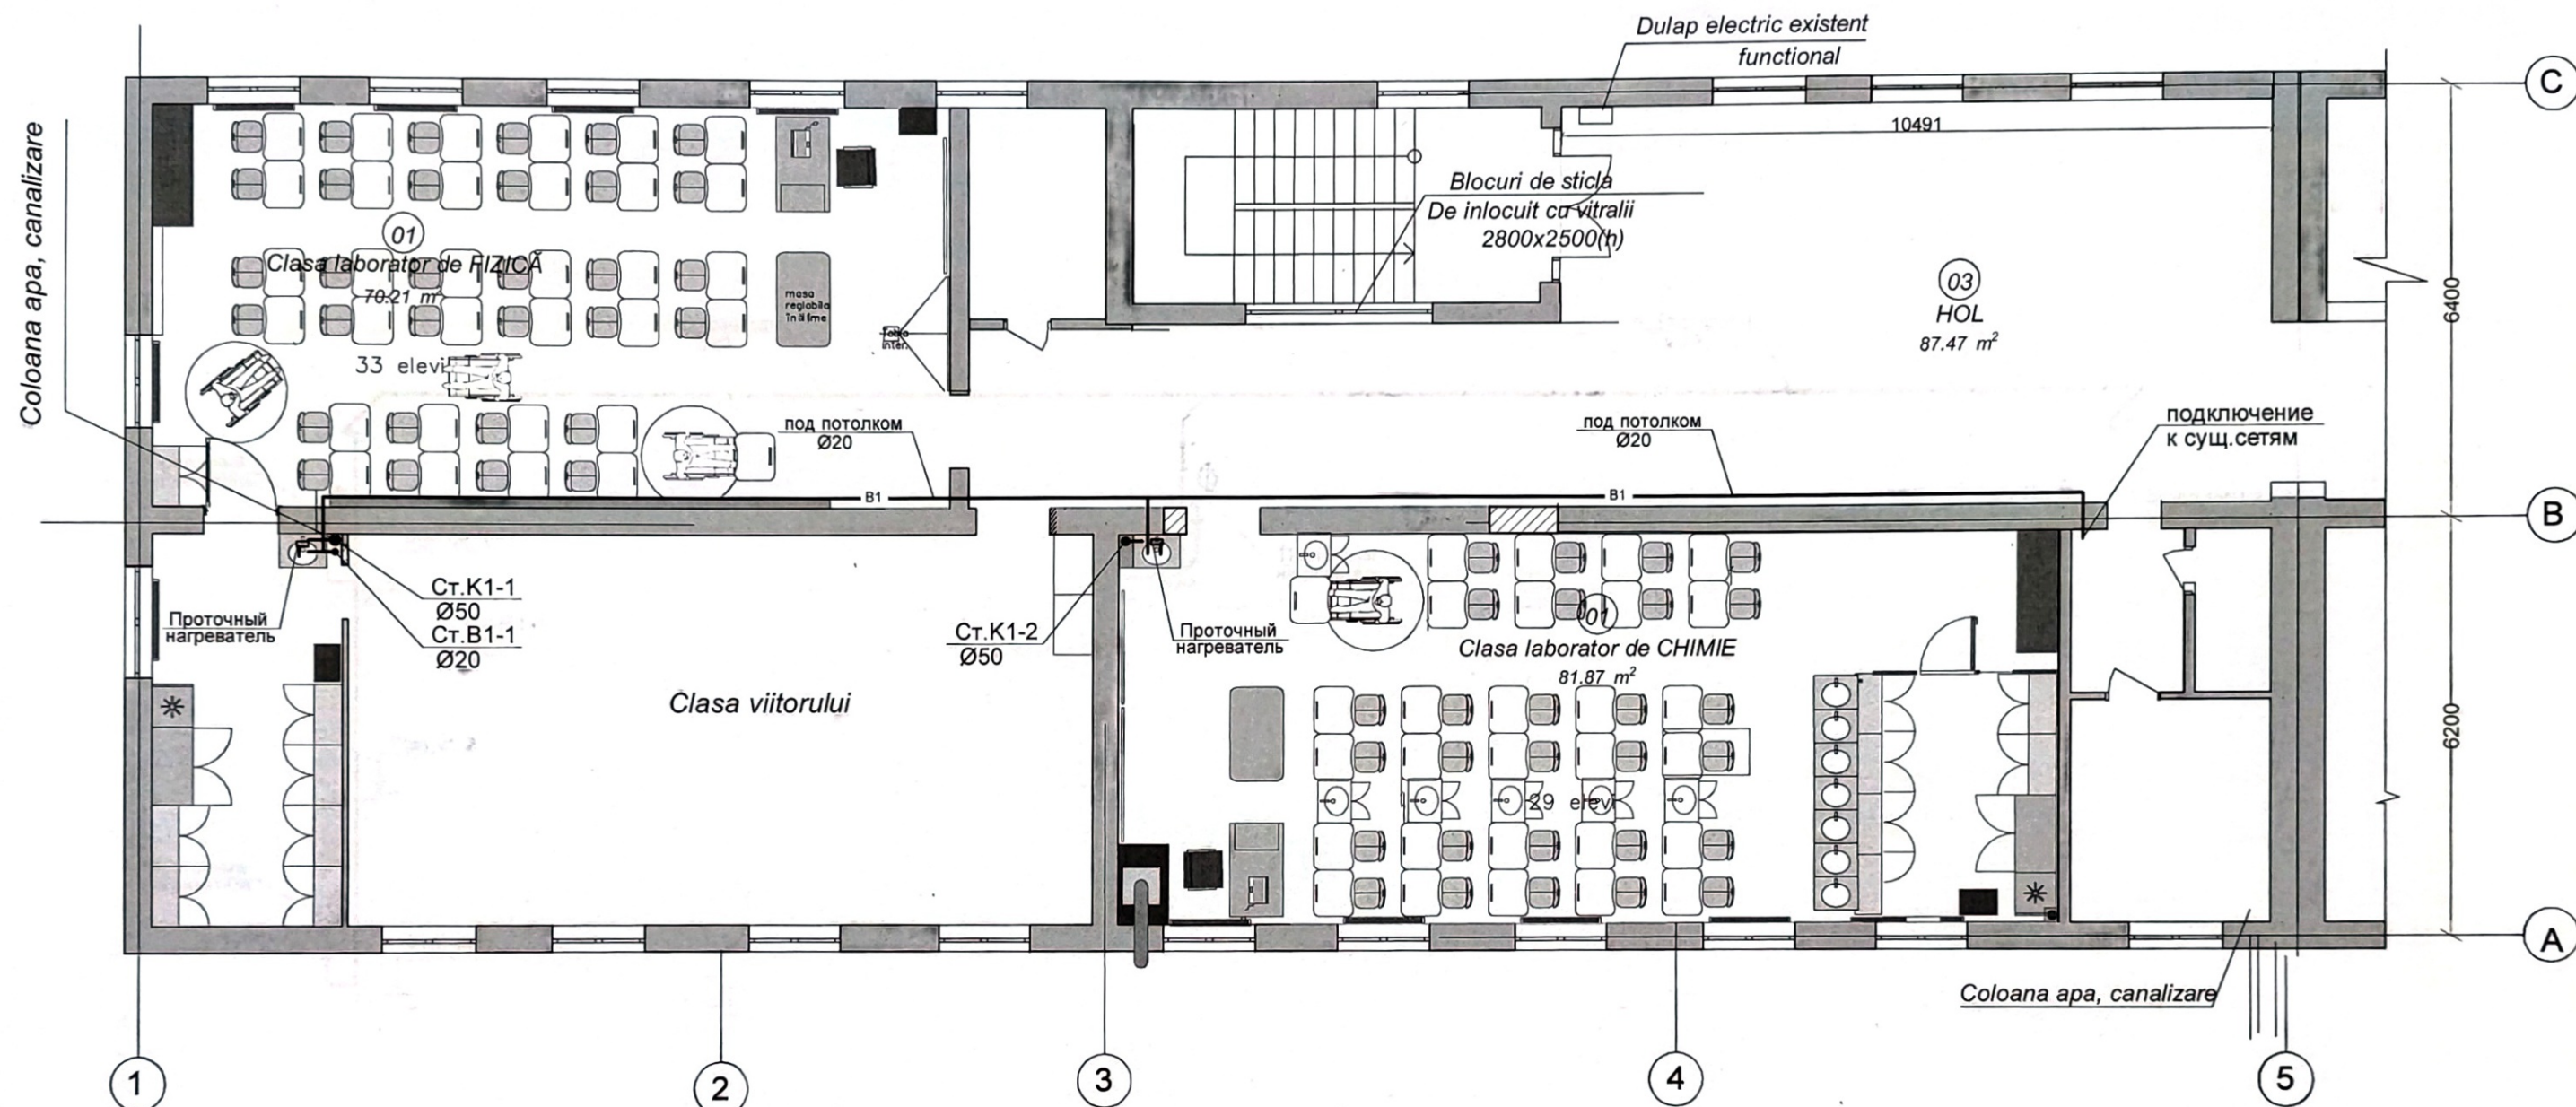 Dulap electric existent
functional
C
Coloana apa, canalizare
10491
Blocuri de sticla
De inlocuit cu vitralii
2800x2500(h)
01
Clasa laborator de FIZICĂ
70.21 m²
masa
reglabila
în ălime
03
HOL
87.47 m²
6400
33 elevi
под потолком
Ø20
под потолком
Ø20
подключение
к сущ.сетям
B1
B1
B
Ст.К1-1
Ø50
Ст.В1-1
Ø20
Проточный
нагреватель
Ст.К1-2
Ø50
Проточный
нагреватель
01
Clasa laborator de CHIMIE
81.87 m²
Clasa viitorului
6200
29 elevi
A
Coloana apa, canalizare
1
2
3
4
5